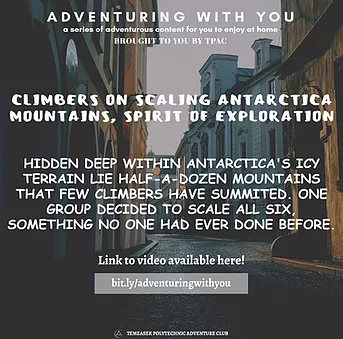 ADVENTURING WITH YOU
a series of adventurous content for you to enjoy at home
BROUGHT TO YOU BY TPAC
CLIMBERS ON SCALING ANTARCTICA
MOUNTAINS, SPIRIT OF EXPLORATION
HIDDEN DEEP WITHIN ANTARCTICA'S ICY
TERRAIN LIE HALF-A-DOZEN MOUNTAINS
THAT FEW CLIMBERS HAVE SUMMITED. ONE
GROUP DECIDED TO SCALE ALL SIX,
SOMETHING NO ONE HAD EVER DONE BEFORE.
Link to video available here!
bit.ly/adventuringwithyou
TEMEASEK POLYTECHNIC ADVENTURE CLUB